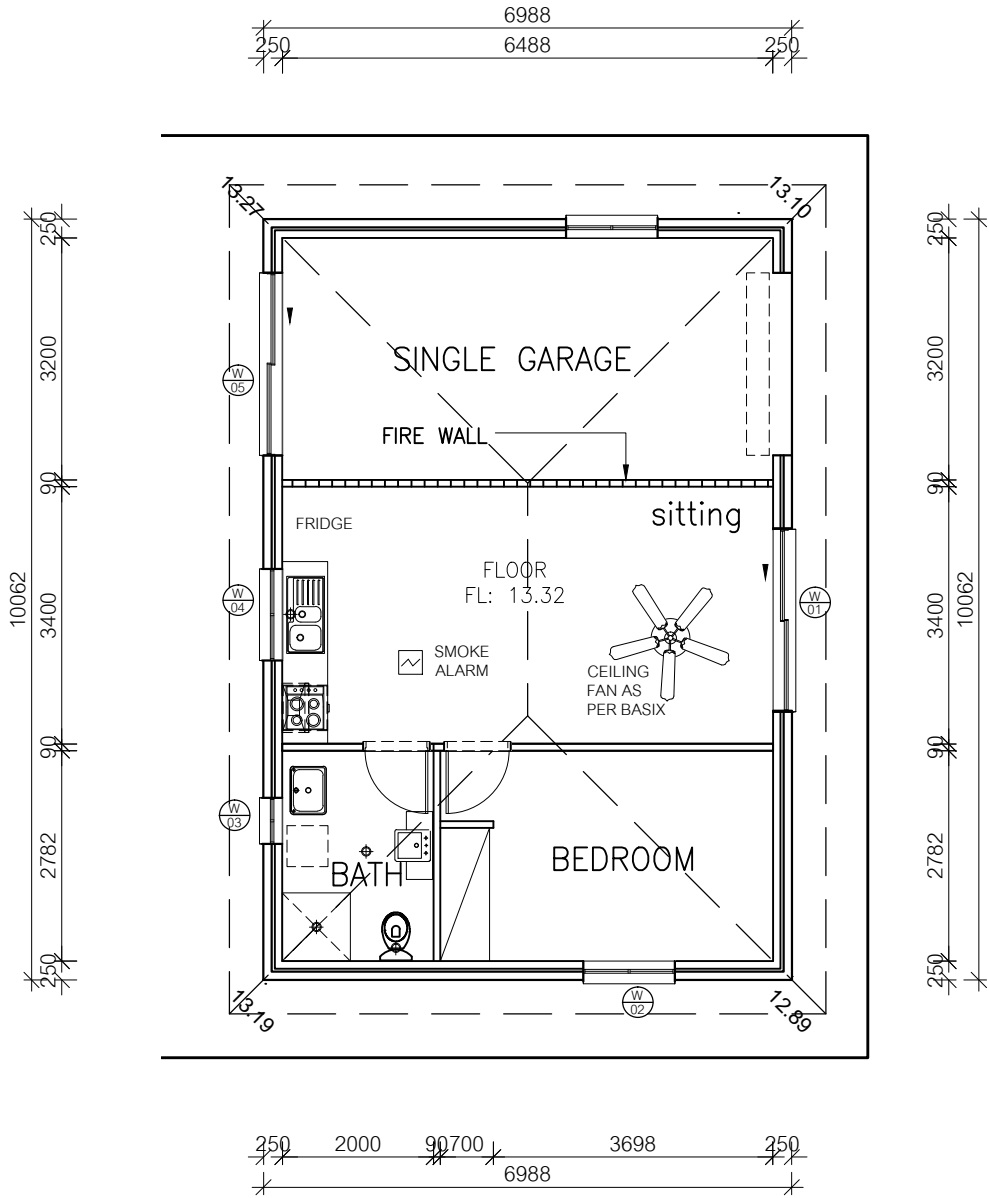 6988
250 6488 250
13.27 13.10
250 250
3200 3200
SINGLE GARAGE
W
05
FIRE WALL
90 90
sitting
FRIDGE
FLOOR
FL: 13.32
W
04
W
01
10062 3400 3400 10062
SMOKE
ALARM
CEILING
FAN AS
PER BASIX
90 90
W
03
2782 2782
BATH
BEDROOM
250 250
13.19 12.89
W
02
250 2000 90 700 3698 250
6988